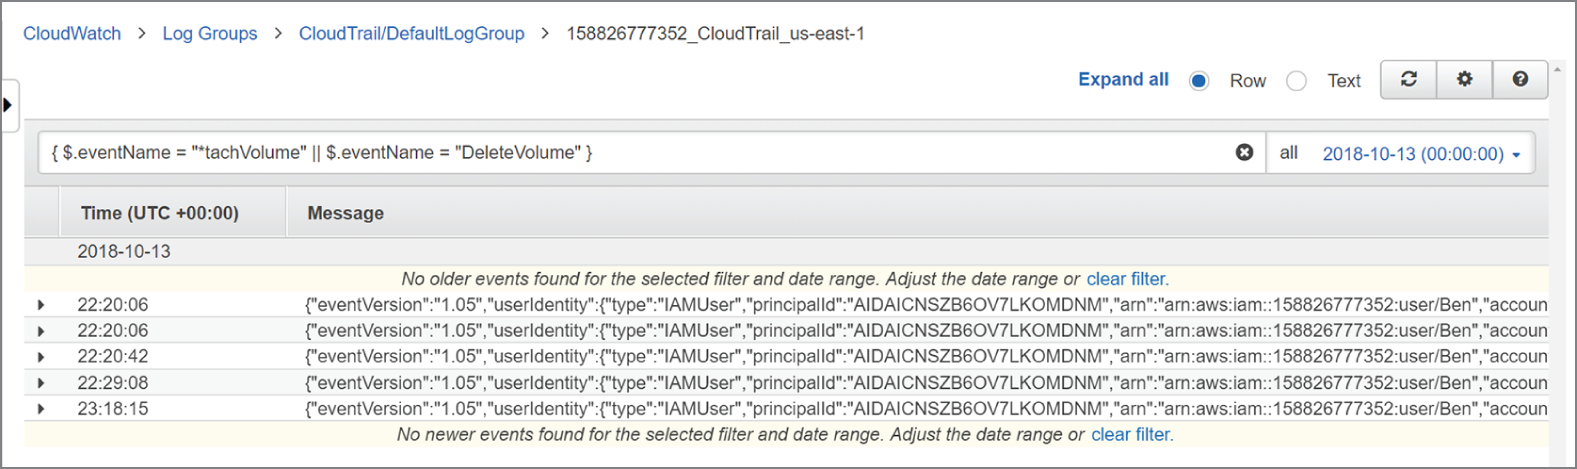 CloudWatch > Log Groups > CloudTrail/DefaultLogGroup > 158826777352_CloudTrail_us-east-1
Expand all Row Text
{ $.eventName = "*tachVolume" || $.eventName = "DeleteVolume" } all 2018-10-13 (00:00:00)
Time (UTC +00:00) Message
2018-10-13
No older events found for the selected filter and date range. Adjust the date range or clear filter.
22:20:06 {"eventVersion":"1.05","userIdentity":{"type":"IAMUser","principalId":"AIDAICNSZB6OV7LKOMDNM","arn":"arn:aws:iam::158826777352:user/Ben","accoun
22:20:06 {"eventVersion":"1.05","userIdentity":{"type":"IAMUser","principalId":"AIDAICNSZB6OV7LKOMDNM","arn":"arn:aws:iam::158826777352:user/Ben","accoun
22:20:42 {"eventVersion":"1.05","userIdentity":{"type":"IAMUser","principalId":"AIDAICNSZB6OV7LKOMDNM","arn":"arn:aws:iam::158826777352:user/Ben","accoun
22:29:08 {"eventVersion":"1.05","userIdentity":{"type":"IAMUser","principalId":"AIDAICNSZB6OV7LKOMDNM","arn":"arn:aws:iam::158826777352:user/Ben","accoun
23:18:15 {"eventVersion":"1.05","userIdentity":{"type":"IAMUser","principalId":"AIDAICNSZB6OV7LKOMDNM","arn":"arn:aws:iam::158826777352:user/Ben","accoun
No newer events found for the selected filter and date range. Adjust the date range or clear filter.